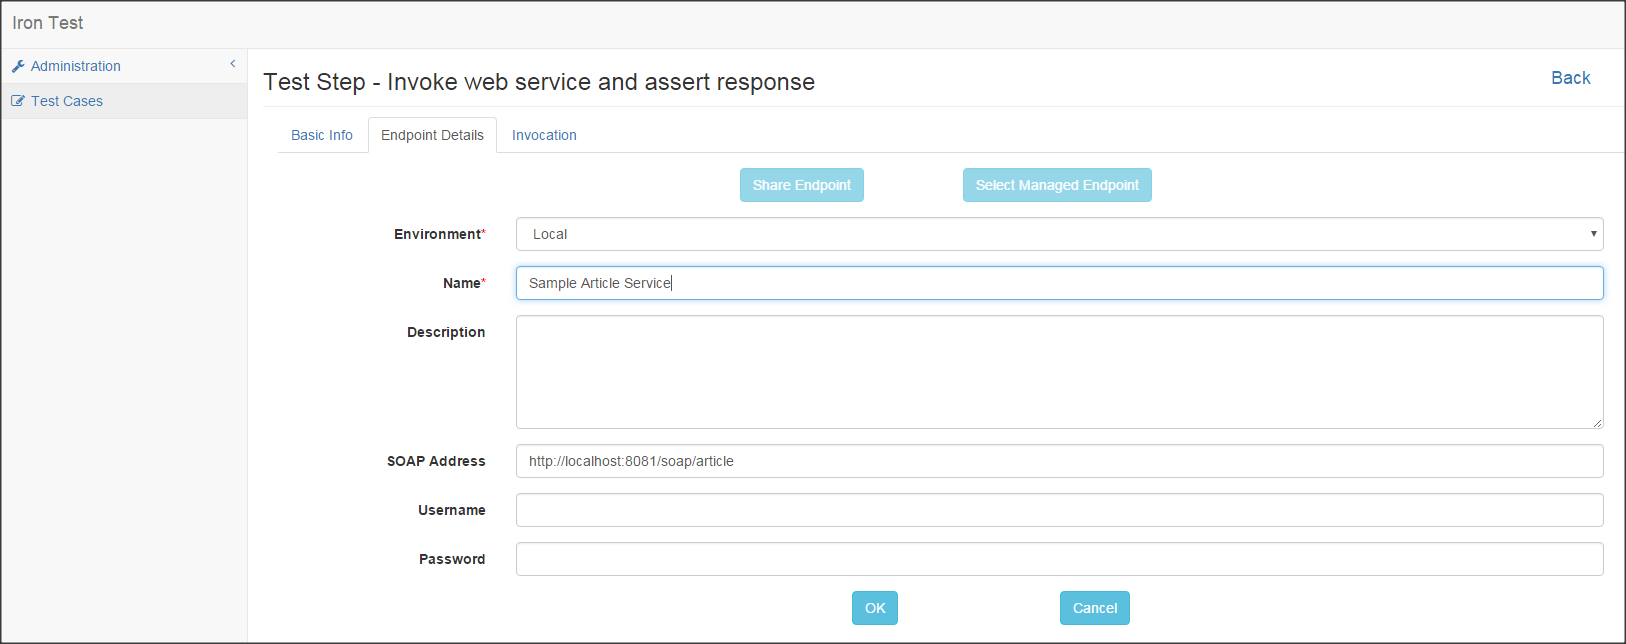 Iron Test
Administration
Test Cases
Test Step - Invoke web service and assert response
Back
Basic Info
Endpoint Details
Invocation
Share Endpoint
Select Managed Endpoint
Environment*
Local
Name*
Sample Article Service
Description
SOAP Address
http://localhost:8081/soap/article
Username
Password
OK
Cancel